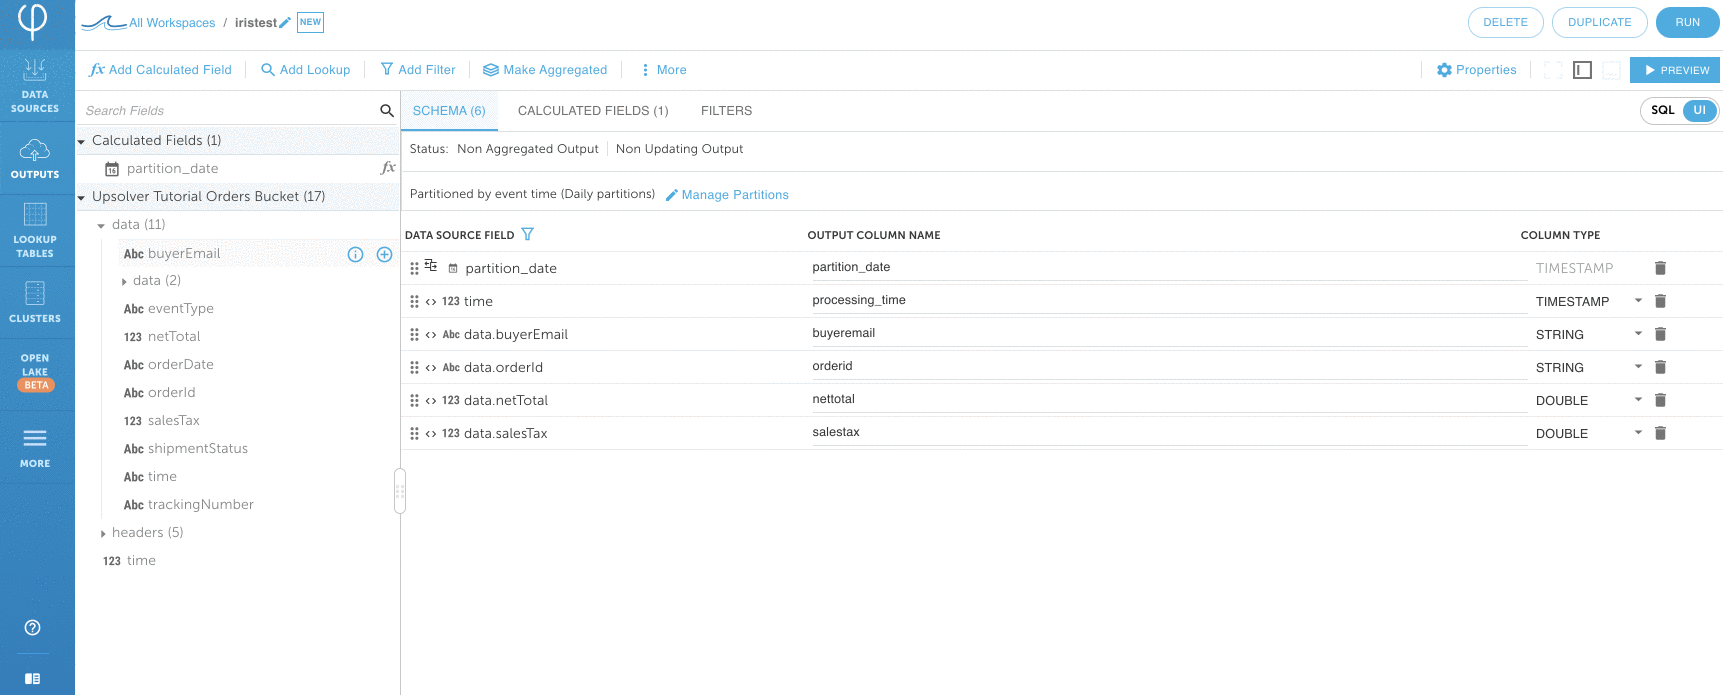 All Workspaces / iristest NEW
DELETE DUPLICATE RUN
fx Add Calculated Field Add Lookup Add Filter Make Aggregated More Properties PREVIEW
DATA SOURCES
OUTPUTS
LOOKUP TABLES
CLUSTERS
OPEN LAKE
BETA
MORE
Search Fields
Calculated Fields (1)
16 partition_date fx
Upsolver Tutorial Orders Bucket (17)
data (11)
Abc buyerEmail
data (2)
Abc eventType
123 netTotal
Abc orderDate
Abc orderId
123 salesTax
Abc shipmentStatus
Abc time
Abc trackingNumber
headers (5)
123 time
SCHEMA (6) CALCULATED FIELDS (1) FILTERS SQL UI
Status: Non Aggregated Output Non Updating Output
Partitioned by event time (Daily partitions) Manage Partitions
DATA SOURCE FIELD OUTPUT COLUMN NAME COLUMN TYPE
partition_date partition_date TIMESTAMP
<> 123 time processing_time TIMESTAMP
<> Abc data.buyerEmail buyeremail STRING
<> Abc data.orderId orderid STRING
<> 123 data.netTotal nettotal DOUBLE
<> 123 data.salesTax salestax DOUBLE